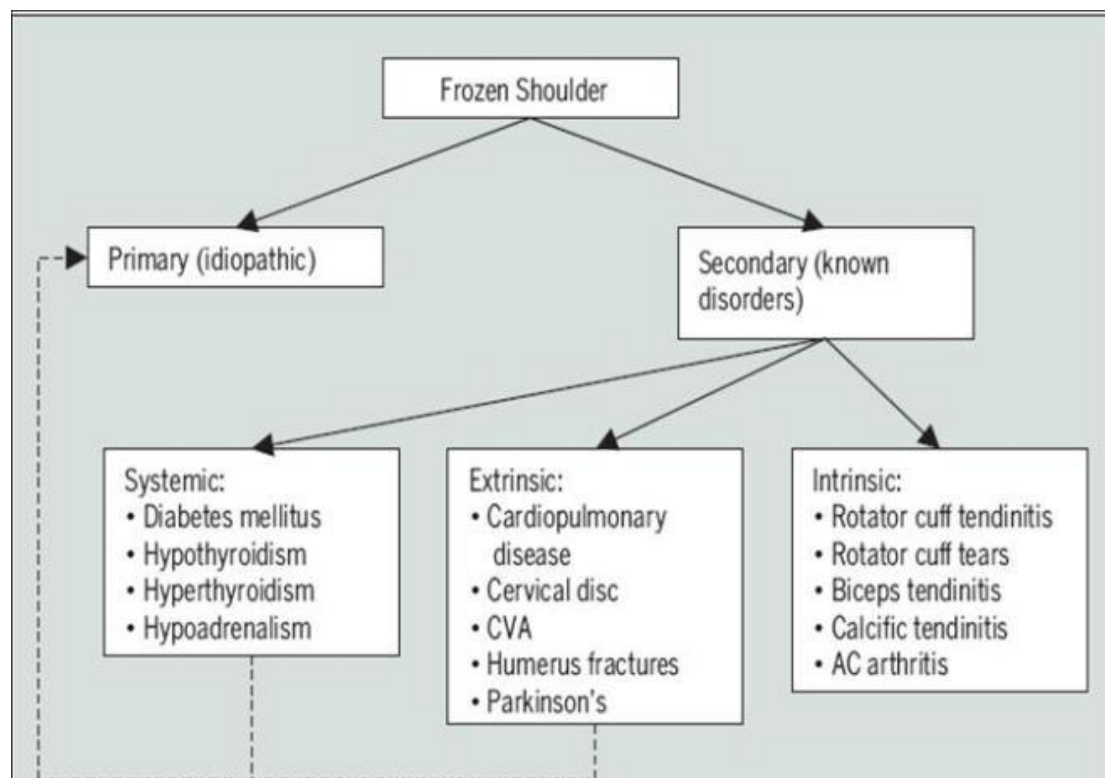 Frozen Shoulder
Primary (idiopathic)
Secondary (known
disorders)
Systemic:
• Diabetes mellitus
• Hypothyroidism
• Hyperthyroidism
• Hypoadrenalism
Extrinsic:
• Cardiopulmonary
disease
• Cervical disc
• CVA
• Humerus fractures
• Parkinson's
Intrinsic:
• Rotator cuff tendinitis
• Rotator cuff tears
• Biceps tendinitis
• Calcific tendinitis
• AC arthritis